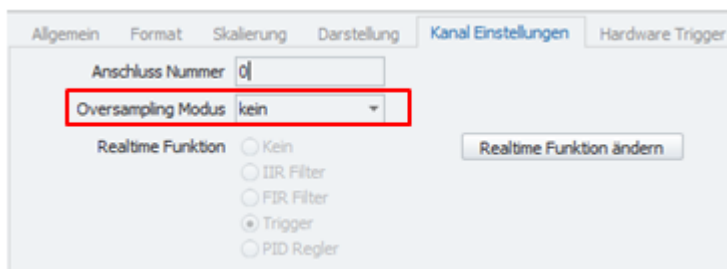 Allgemein Format Skalierung Darstellung Kanal Einstellungen Hardware Trigger
Anschluss Nummer 0
Oversampling Modus kein
Realtime Funktion Kein Realtime Funktion ändern
IIR Filter
FIR Filter
Trigger
PID Regler